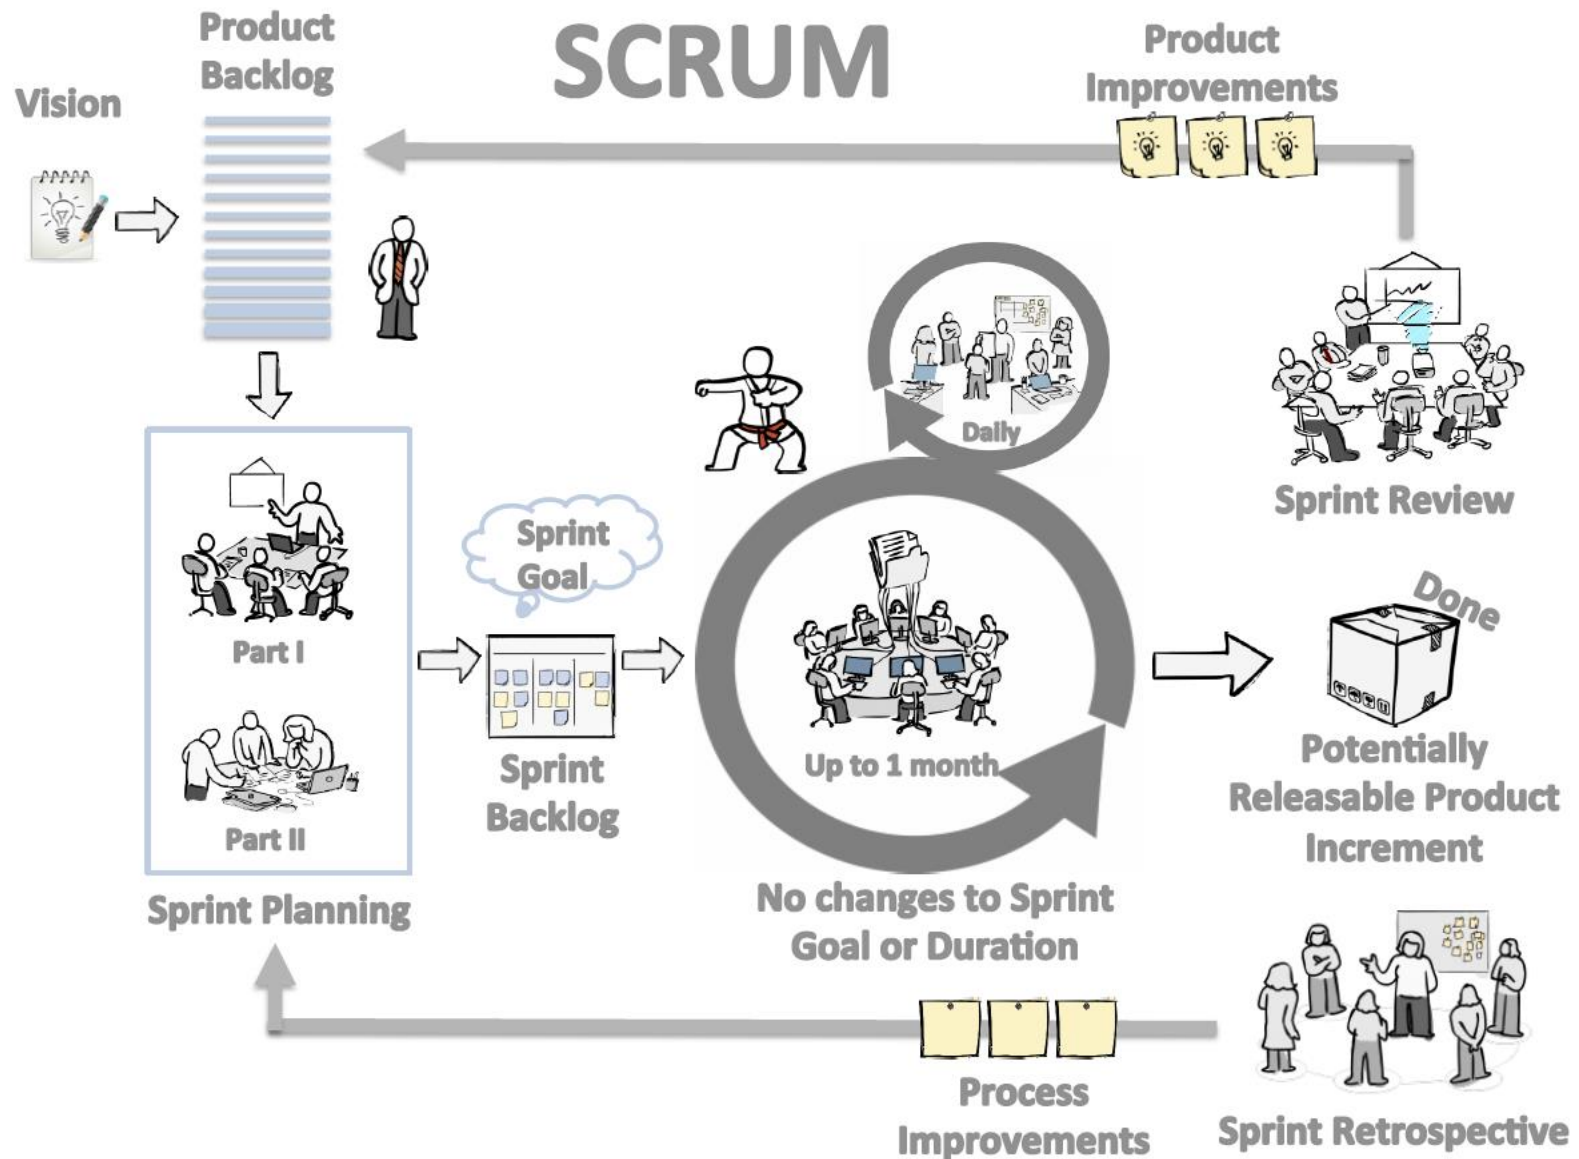 SCRUM
Product
Backlog
Vision
Product
Improvements
Daily
Sprint Review
Sprint
Goal
Part I
Part II
Sprint Planning
Sprint
Backlog
Up to 1 month
No changes to Sprint
Goal or Duration
Done
Potentially
Releasable Product
Increment
Process
Improvements
Sprint Retrospective